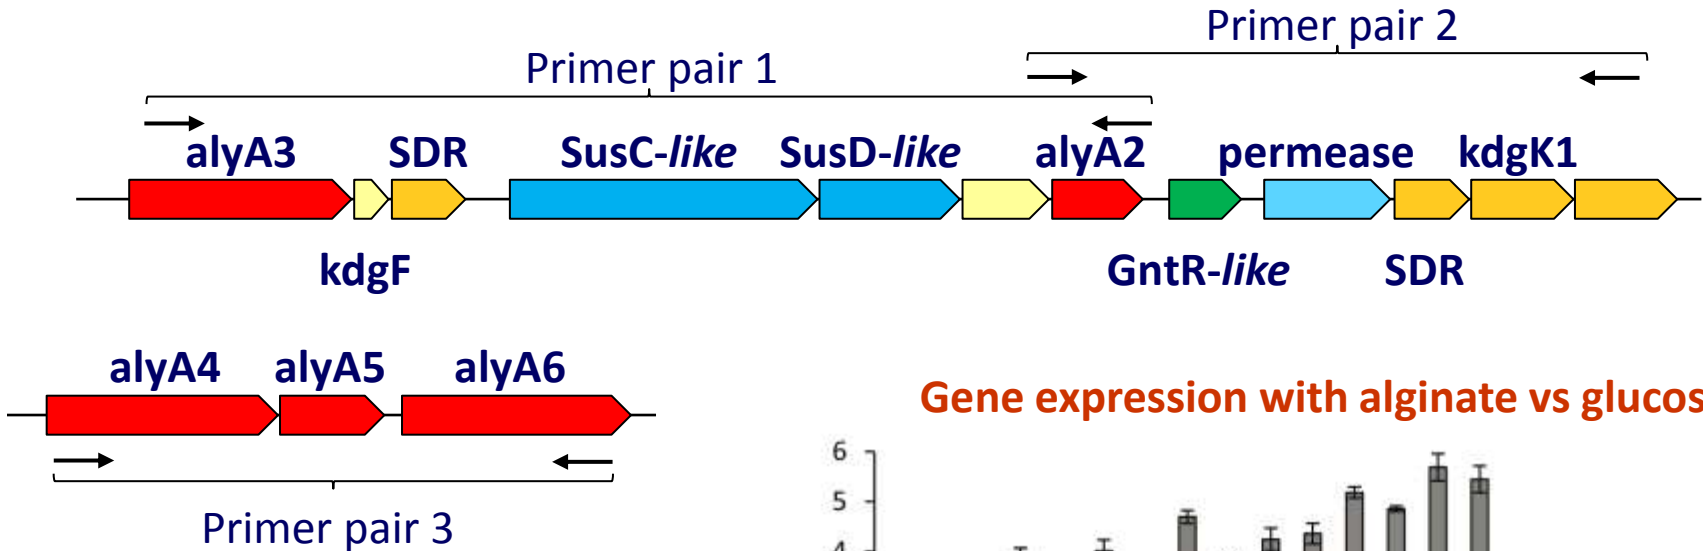 Primer pair 2
Primer pair 1
alyA3 SDR SusC-like SusD-like alyA2 permease kdgK1
kdgF GntR-like SDR
alyA4 alyA5 alyA6
Gene expression with alginate vs glucos
6
5
4
Primer pair 3